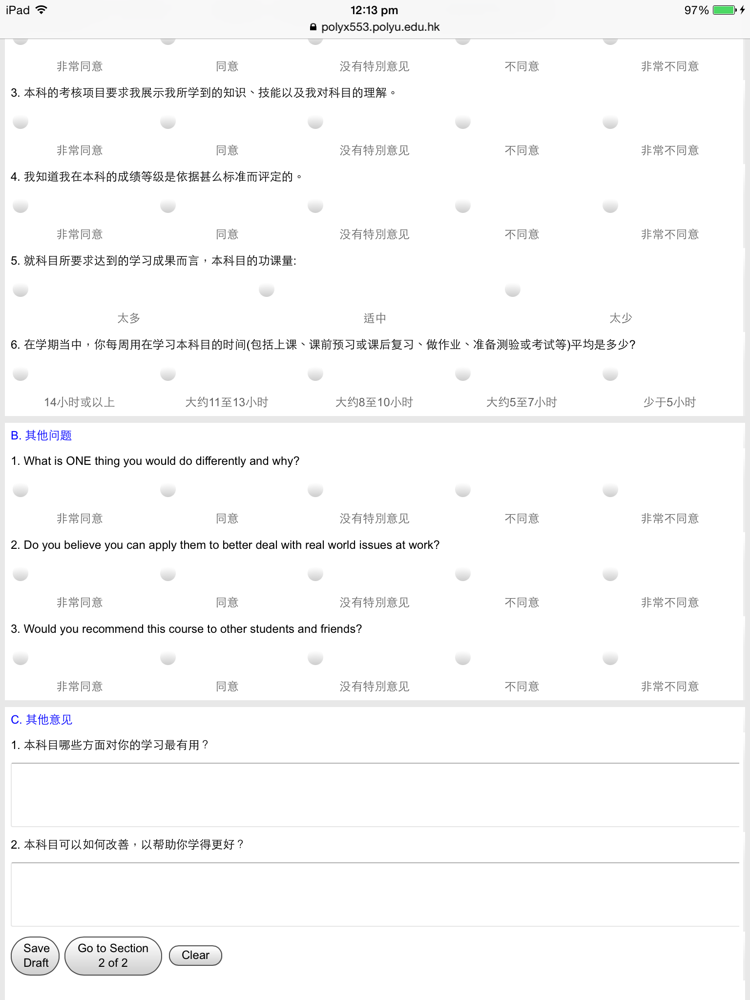 iPad 12:13 pm 97%
polyx553.polyu.edu.hk
非常同意 同意 没有特別意见 不同意 非常不同意
3. 本科的考核项目要求我展示我所学到的知识、技能以及我对科目的理解。
非常同意 同意 没有特別意见 不同意 非常不同意
4. 我知道我在本科的成绩等级是依据甚么标准而评定的。
非常同意 同意 没有特別意见 不同意 非常不同意
5. 就科目所要求达到的学习成果而言，本科目的功课量:
太多 适中 太少
6. 在学期当中，你每周用在学习本科目的时间(包括上课、课前预习或课后复习、做作业、准备测验或考试等)平均是多少?
14小时或以上 大约11至13小时 大约8至10小时 大约5至7小时 少于5小时
B. 其他问题
1. What is ONE thing you would do differently and why?
非常同意 同意 没有特別意见 不同意 非常不同意
2. Do you believe you can apply them to better deal with real world issues at work?
非常同意 同意 没有特別意见 不同意 非常不同意
3. Would you recommend this course to other students and friends?
非常同意 同意 没有特別意见 不同意 非常不同意
C. 其他意见
1. 本科目哪些方面对你的学习最有用？
2. 本科目可以如何改善，以帮助你学得更好？
Save
Draft
Go to Section
2 of 2
Clear